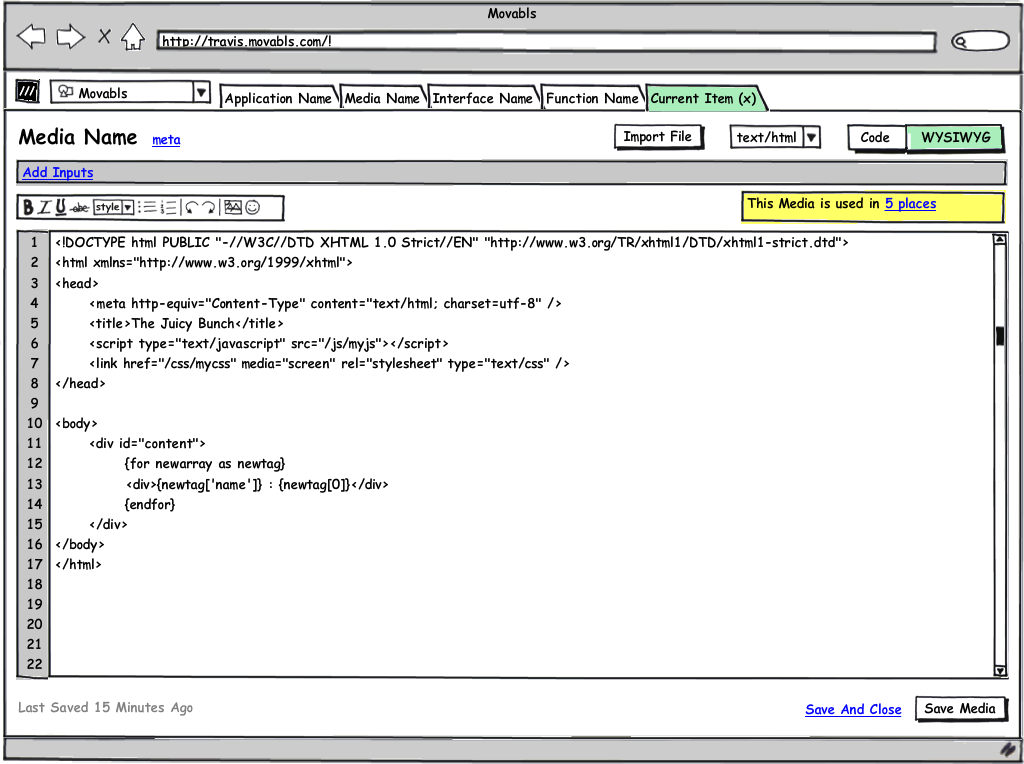 Movabls
http://travis.movabls.com/!
Movabls
Application Name
Media Name
Interface Name
Function Name
Current Item (x)
Media Name meta
Import File
text/html
Code
WYSIWYG
Add Inputs
B I U abc style
This Media is used in 5 places
1 <!DOCTYPE html PUBLIC "-//W3C//DTD XHTML 1.0 Strict//EN" "http://www.w3.org/TR/xhtml1/DTD/xhtml1-strict.dtd">
2 <html xmlns="http://www.w3.org/1999/xhtml">
3 <head>
4 <meta http-equiv="Content-Type" content="text/html; charset=utf-8" />
5 <title>The Juicy Bunch</title>
6 <script type="text/javascript" src="/js/myjs"></script>
7 <link href="/css/mycss" media="screen" rel="stylesheet" type="text/css" />
8 </head>
9
10 <body>
11 <div id="content">
12 {for newarray as newtag}
13 <div>{newtag['name']} : {newtag[0]}</div>
14 {endfor}
15 </div>
16 </body>
17 </html>
18
19
20
21
22
Last Saved 15 Minutes Ago
Save And Close
Save Media